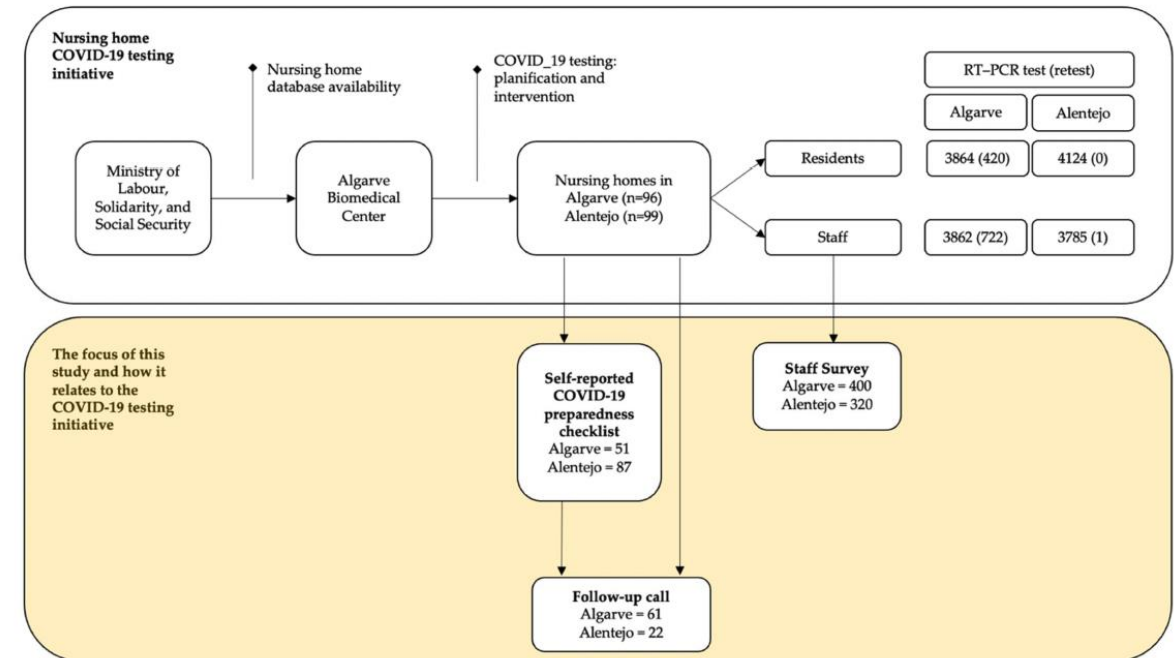 Nursing home
COVID-19 testing
initiative
Nursing home
database availability
COVID_19 testing:
planification and
intervention
RT–PCR test (retest)
Algarve
Alentejo
Ministry of
Labour,
Solidarity, and
Social Security
Algarve
Biomedical
Center
Nursing homes in
Algarve (n=96)
Alentejo (n=99)
Residents
3864 (420)
4124 (0)
Staff
3862 (722)
3785 (1)
The focus of this
study and how it
relates to the
COVID-19 testing
initiative
Self-reported
COVID-19
preparedness
checklist
Algarve = 51
Alentejo = 87
Staff Survey
Algarve = 400
Alentejo = 320
Follow-up call
Algarve = 61
Alentejo = 22